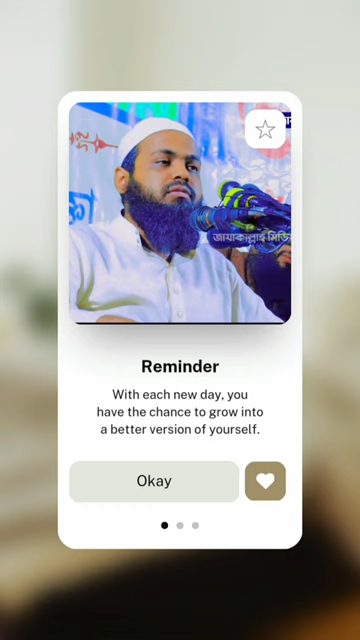 জাযাকাল্লাহ মিডি
Reminder
With each new day, you
have the chance to grow into
a better version of yourself.
Okay